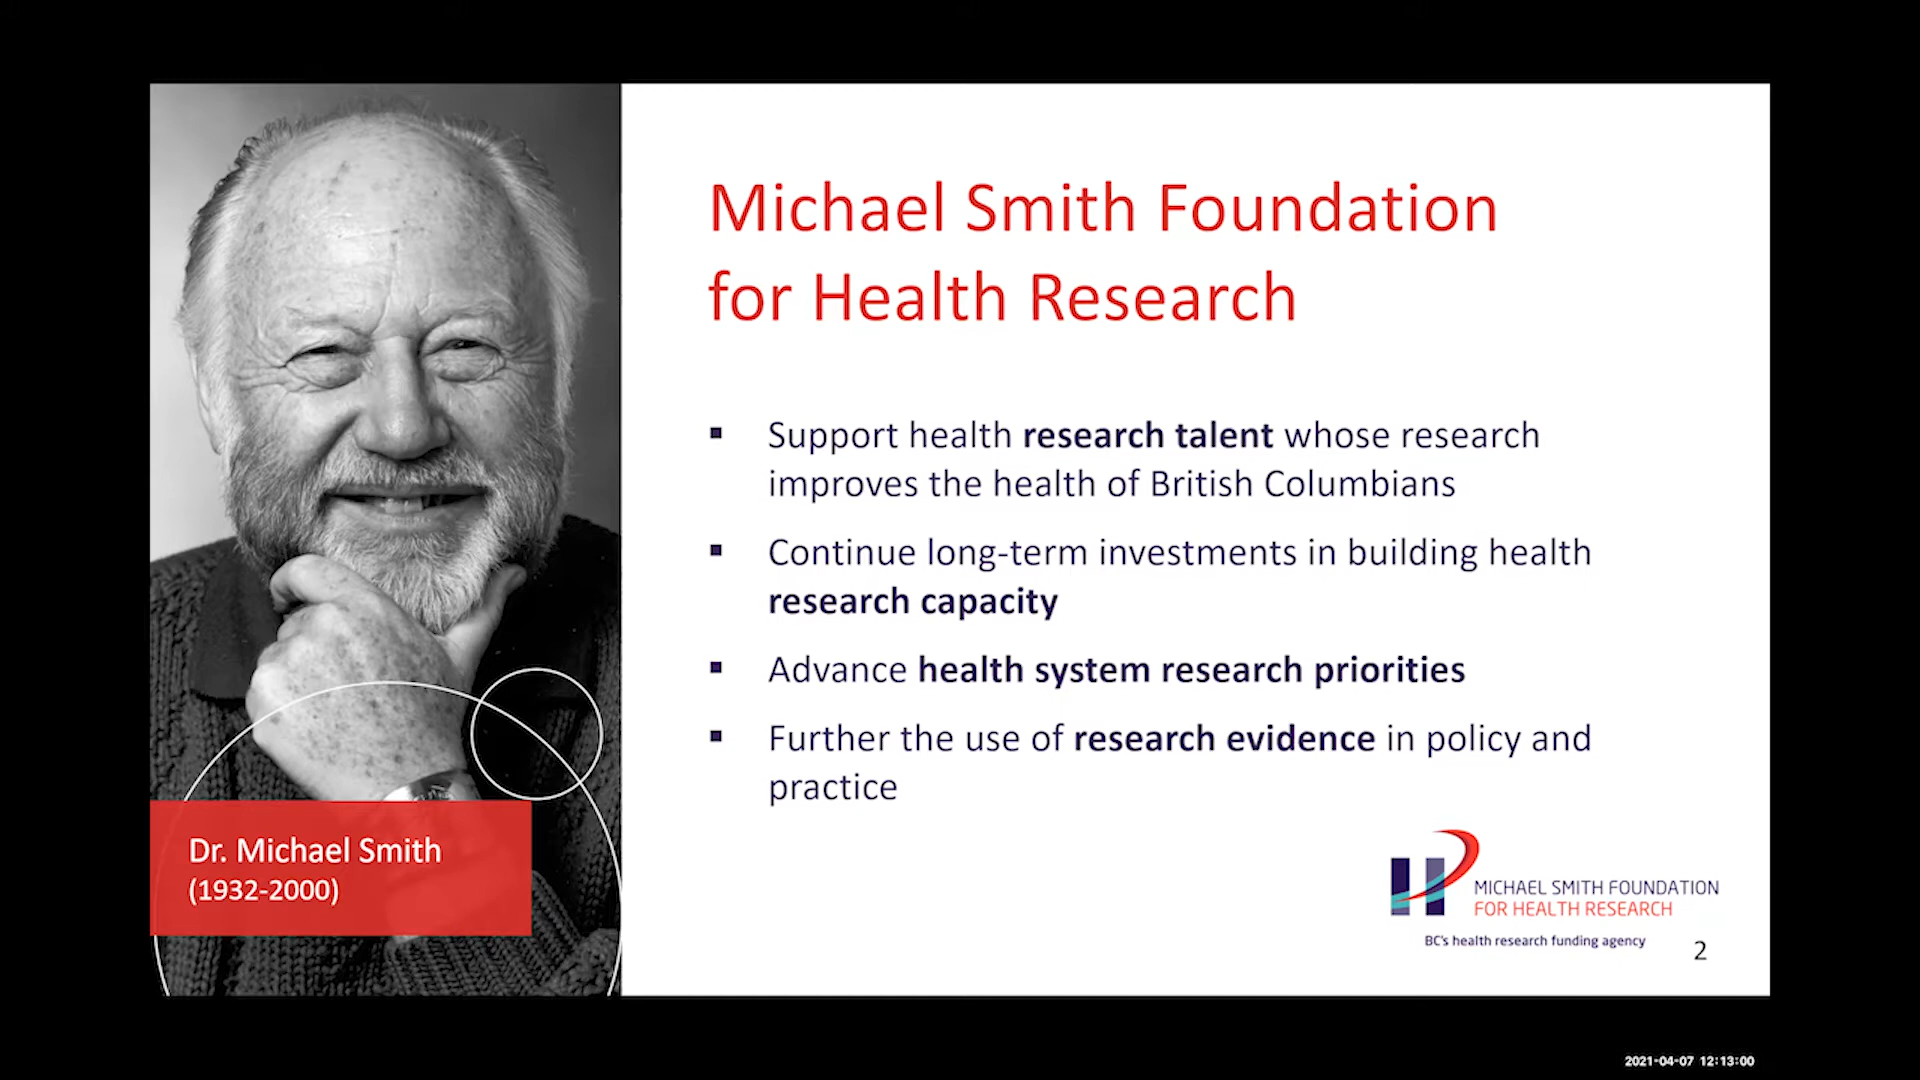 Michael Smith Foundation
for Health Research
▪ Support health research talent whose research
improves the health of British Columbians
▪ Continue long-term investments in building health
research capacity
▪ Advance health system research priorities
▪ Further the use of research evidence in policy and
practice
Dr. Michael Smith
(1932-2000)
MICHAEL SMITH FOUNDATION
FOR HEALTH RESEARCH
BC's health research funding agency
2
2021-04-07 12:13:00